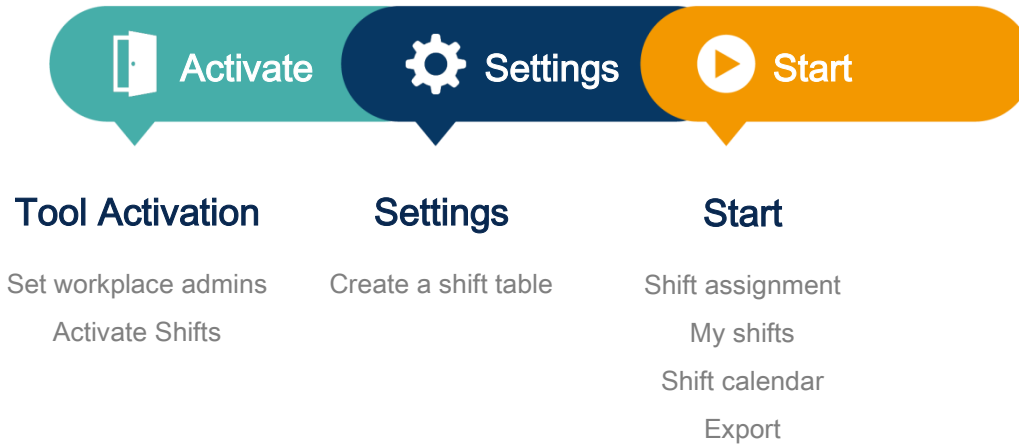 Activate
Settings
Start
Tool Activation
Settings
Start
Set workplace admins
Activate Shifts
Create a shift table
Shift assignment
My shifts
Shift calendar
Export